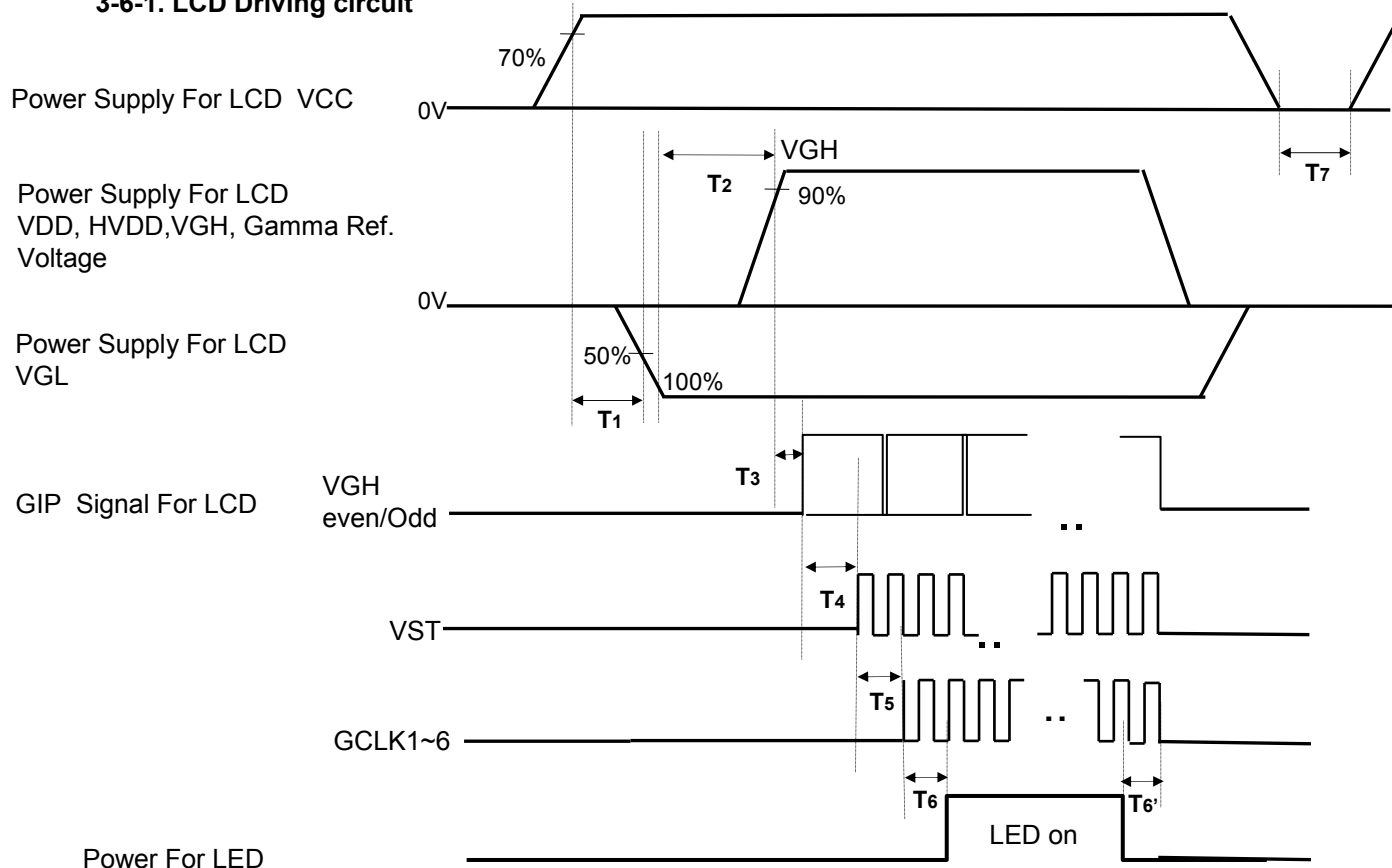 3-6-1. LCD Driving circuit
70%
Power Supply For LCD VCC
0V
T7
VGH
T2
90%
Power Supply For LCD
VDD, HVDD,VGH, Gamma Ref.
Voltage
0V
Power Supply For LCD
VGL
50%
100%
T1
T3
GIP Signal For LCD
VGH
even/Odd
..
T4
VST
..
T5
GCLK1~6
..
T6
T6’
LED on
Power For LED